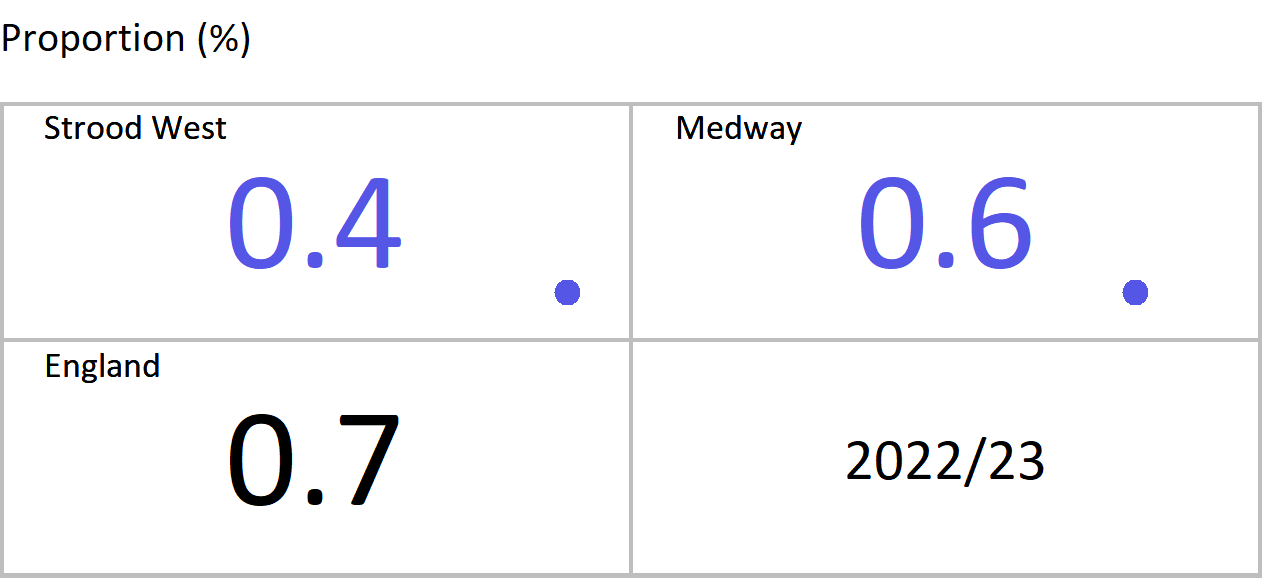 Proportion (%)
Strood West
Medway
0.4
0.6
England
0.7
2022/23